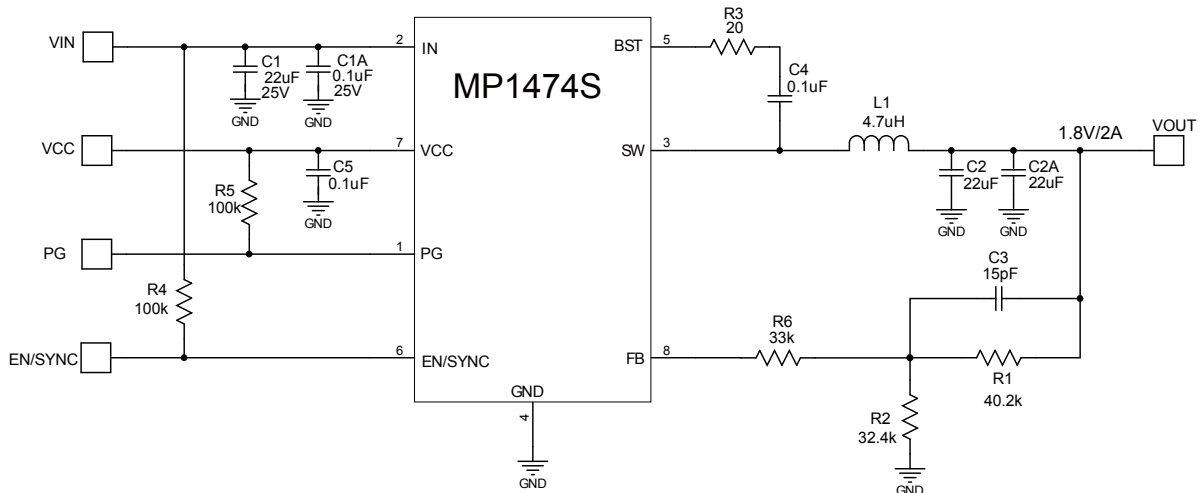 VIN
2
IN
C1
22uF
25V
GND
C1A
0.1uF
25V
GND
MP1474S
BST
5
R3
20
C4
0.1uF
VCC
7
VCC
C5
0.1uF
GND
R5
100k
SW
3
L1
4.7uH
1.8V/2A
VOUT
C2
22uF
GND
C2A
22uF
GND
PG
1
PG
R4
100k
C3
15pF
EN/SYNC
6
EN/SYNC
FB
8
R6
33k
R1
40.2k
R2
32.4k
GND
GND
4
GND